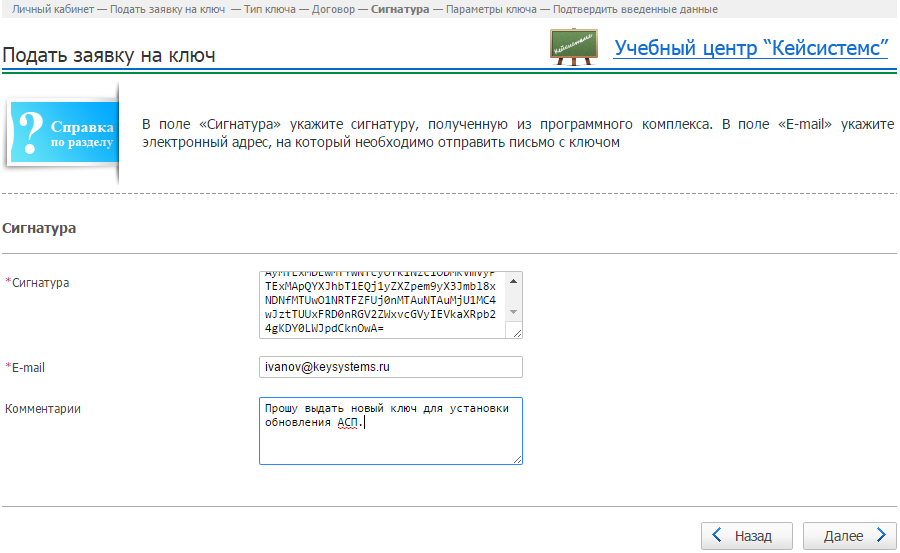 Личный кабинет — Подать заявку на ключ — Тип ключа — Договор — Сигнатура — Параметры ключа — Подтвердить введенные данные
Подать заявку на ключ
Кейсистемс
Учебный центр “Кейсистемс”
?
Справка
по разделу
В поле «Сигнатура» укажите сигнатуру, полученную из программного комплекса. В поле «E-mail» укажите
электронный адрес, на который необходимо отправить письмо с ключом
Сигнатура
*Сигнатура
TExMApQYXJhbT1EQj1yZXZpem9yX3Jmbl8x
NDNfMTUwO1NRTFZFUj0nMTAuNTAuMjU1MC4
wJztTUUxFRD0nRGV2ZWxvcGVyIEVkaXRpb2
4gKDY0LWJpdCknOwA=
*E-mail
ivanov@keysystems.ru
Комментарии
Прошу выдать новый ключ для установки
обновления АСП.
Назад
Далее